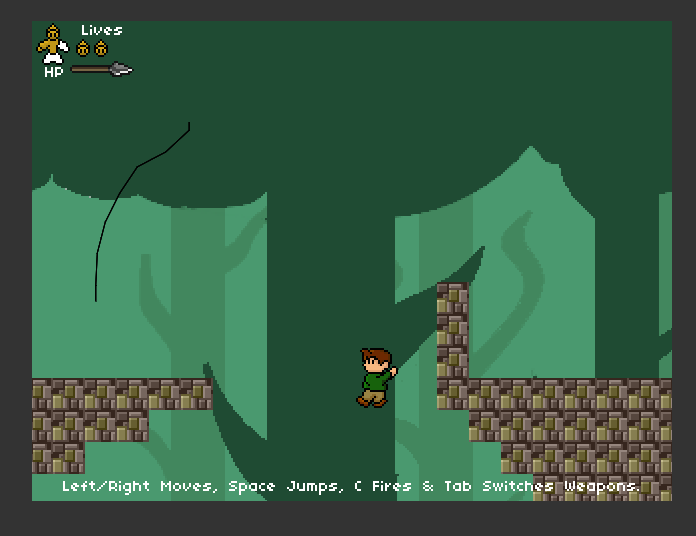 Lives
HP
Left/Right Moves, Space Jumps, C Fires & Tab Switches Weapons.